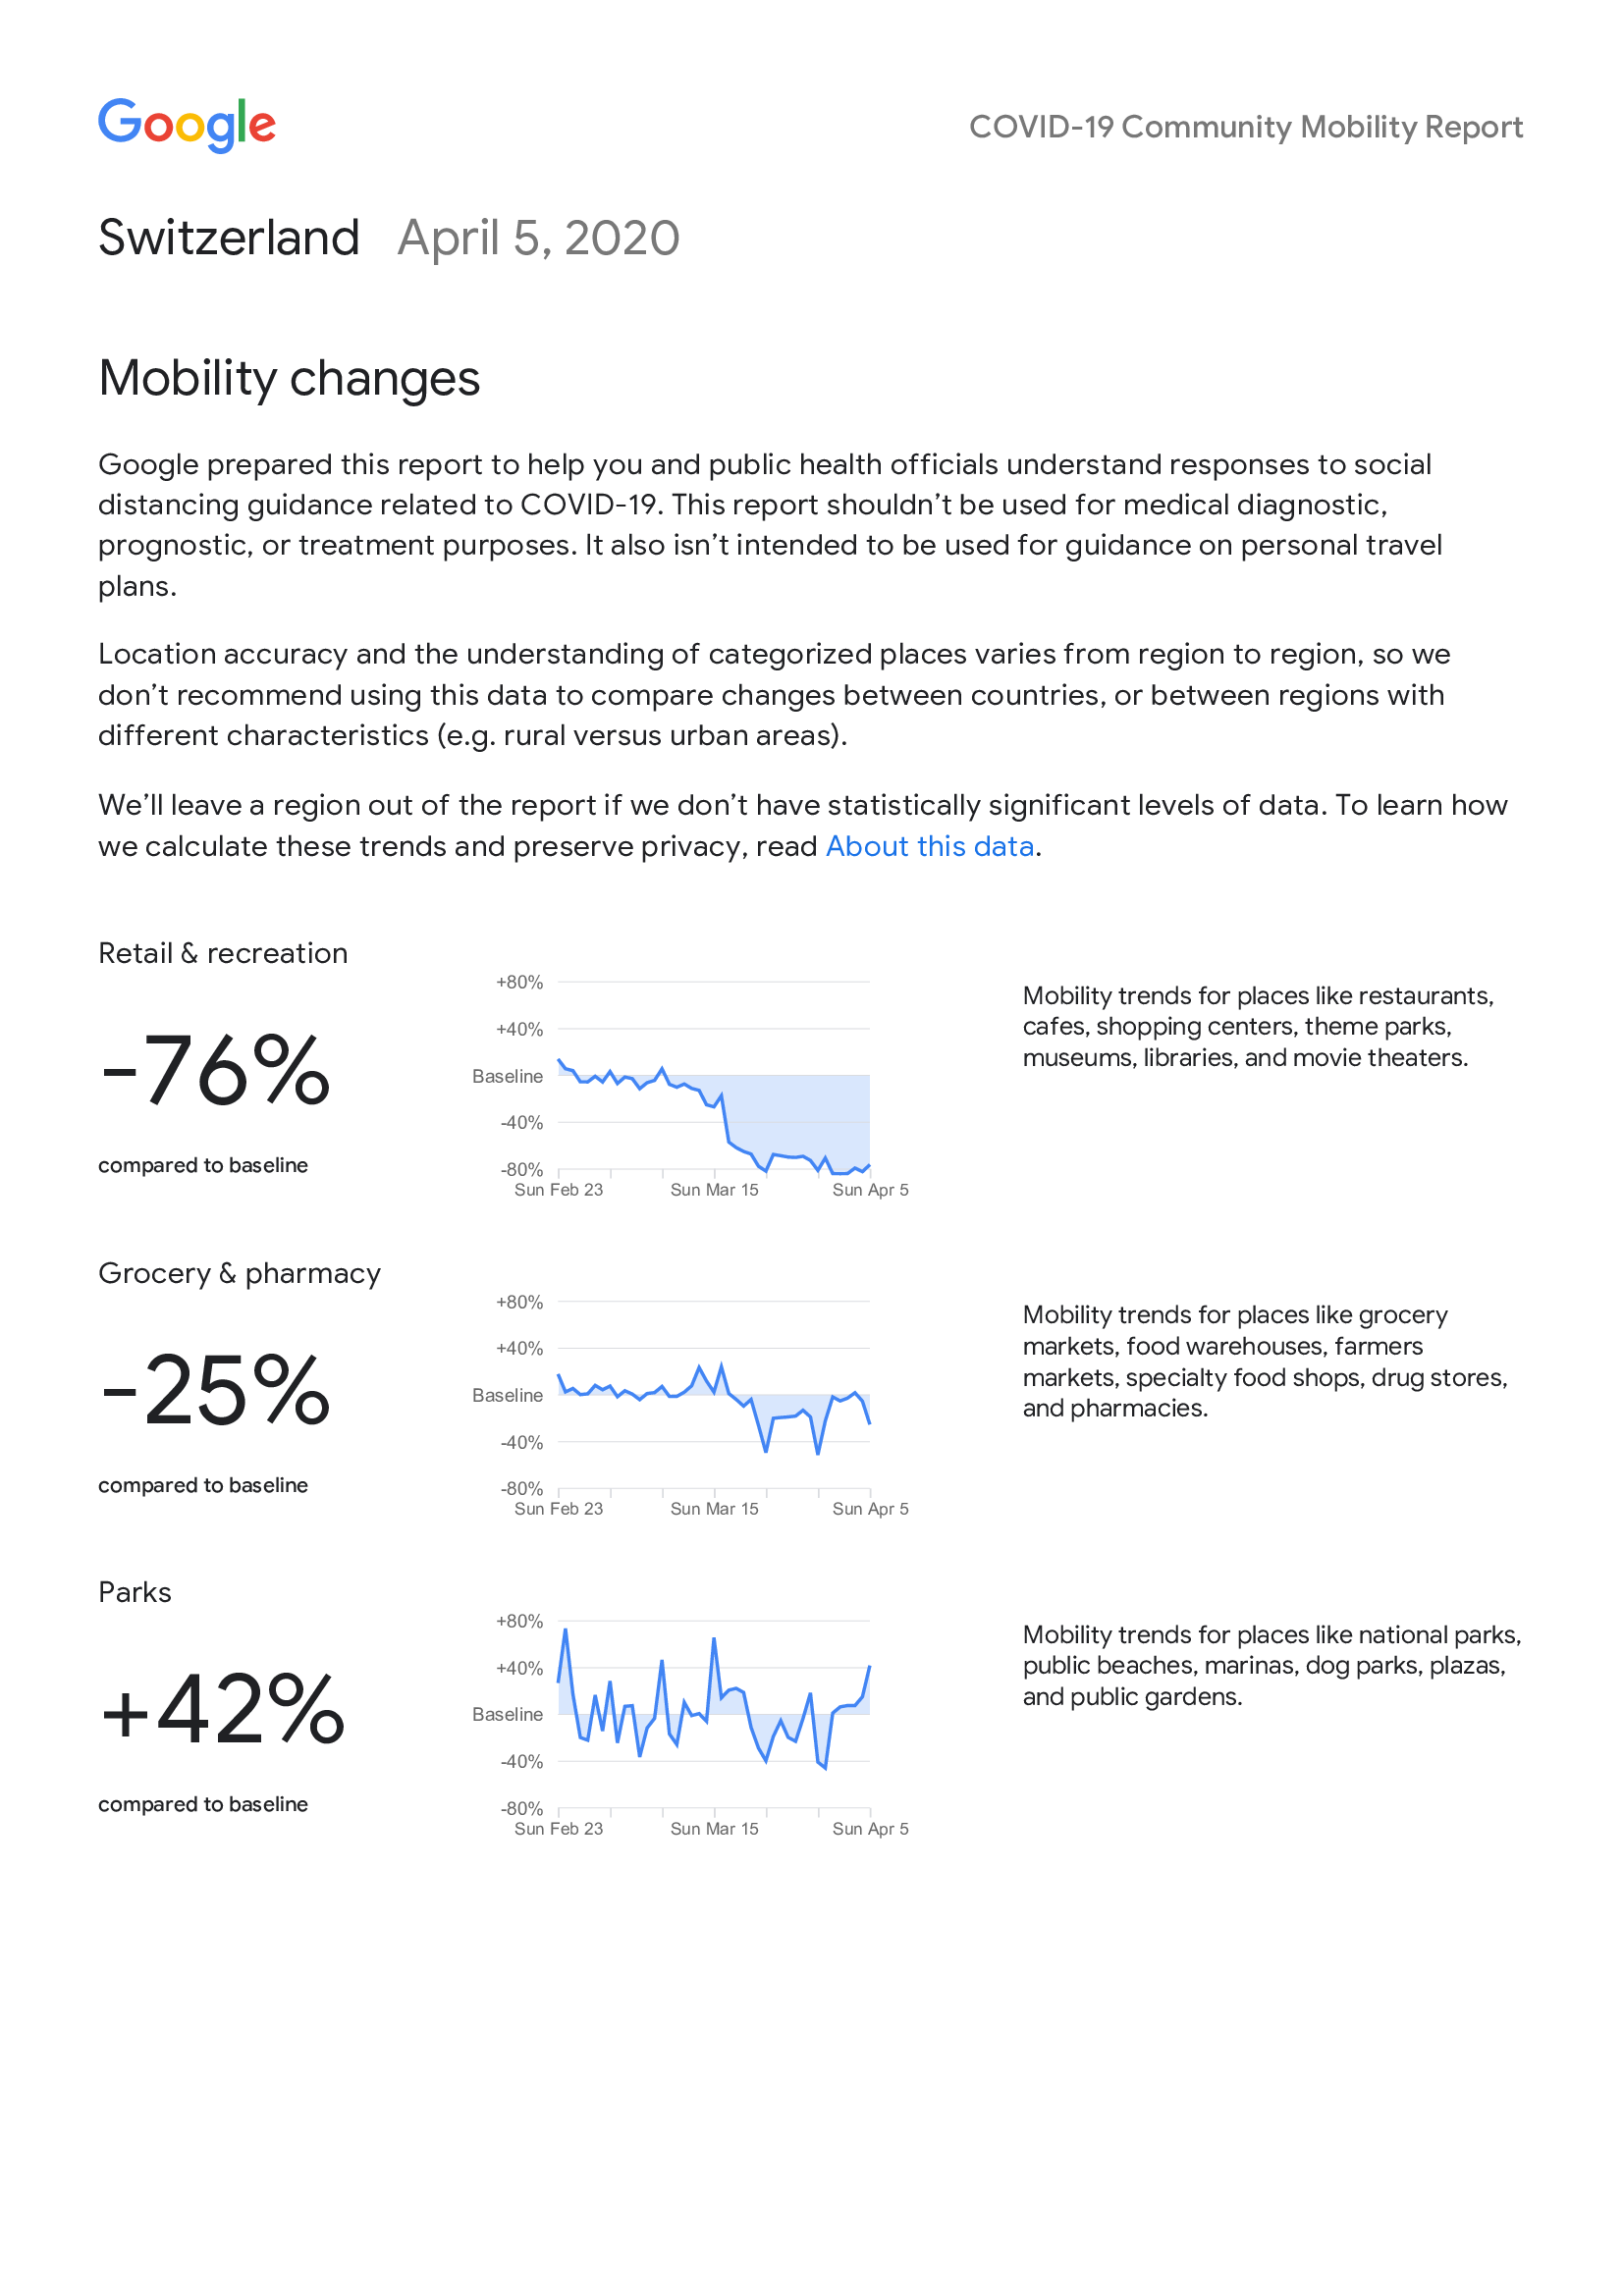 Google
COVID-19 Community Mobility Report
Switzerland April 5, 2020
Mobility changes
Google prepared this report to help you and public health officials understand responses to social
distancing guidance related to COVID-19. This report shouldn’t be used for medical diagnostic,
prognostic, or treatment purposes. It also isn’t intended to be used for guidance on personal travel
plans.
Location accuracy and the understanding of categorized places varies from region to region, so we
don’t recommend using this data to compare changes between countries, or between regions with
different characteristics (e.g. rural versus urban areas).
We’ll leave a region out of the report if we don’t have statistically significant levels of data. To learn how
we calculate these trends and preserve privacy, read About this data.
Retail & recreation
-76%
compared to baseline
+80%
+40%
Baseline
-40%
-80%
Sun Feb 23 Sun Mar 15 Sun Apr 5
Mobility trends for places like restaurants,
cafes, shopping centers, theme parks,
museums, libraries, and movie theaters.
Grocery & pharmacy
-25%
compared to baseline
+80%
+40%
Baseline
-40%
-80%
Sun Feb 23 Sun Mar 15 Sun Apr 5
Mobility trends for places like grocery
markets, food warehouses, farmers
markets, specialty food shops, drug stores,
and pharmacies.
Parks
+42%
compared to baseline
+80%
+40%
Baseline
-40%
-80%
Sun Feb 23 Sun Mar 15 Sun Apr 5
Mobility trends for places like national parks,
public beaches, marinas, dog parks, plazas,
and public gardens.